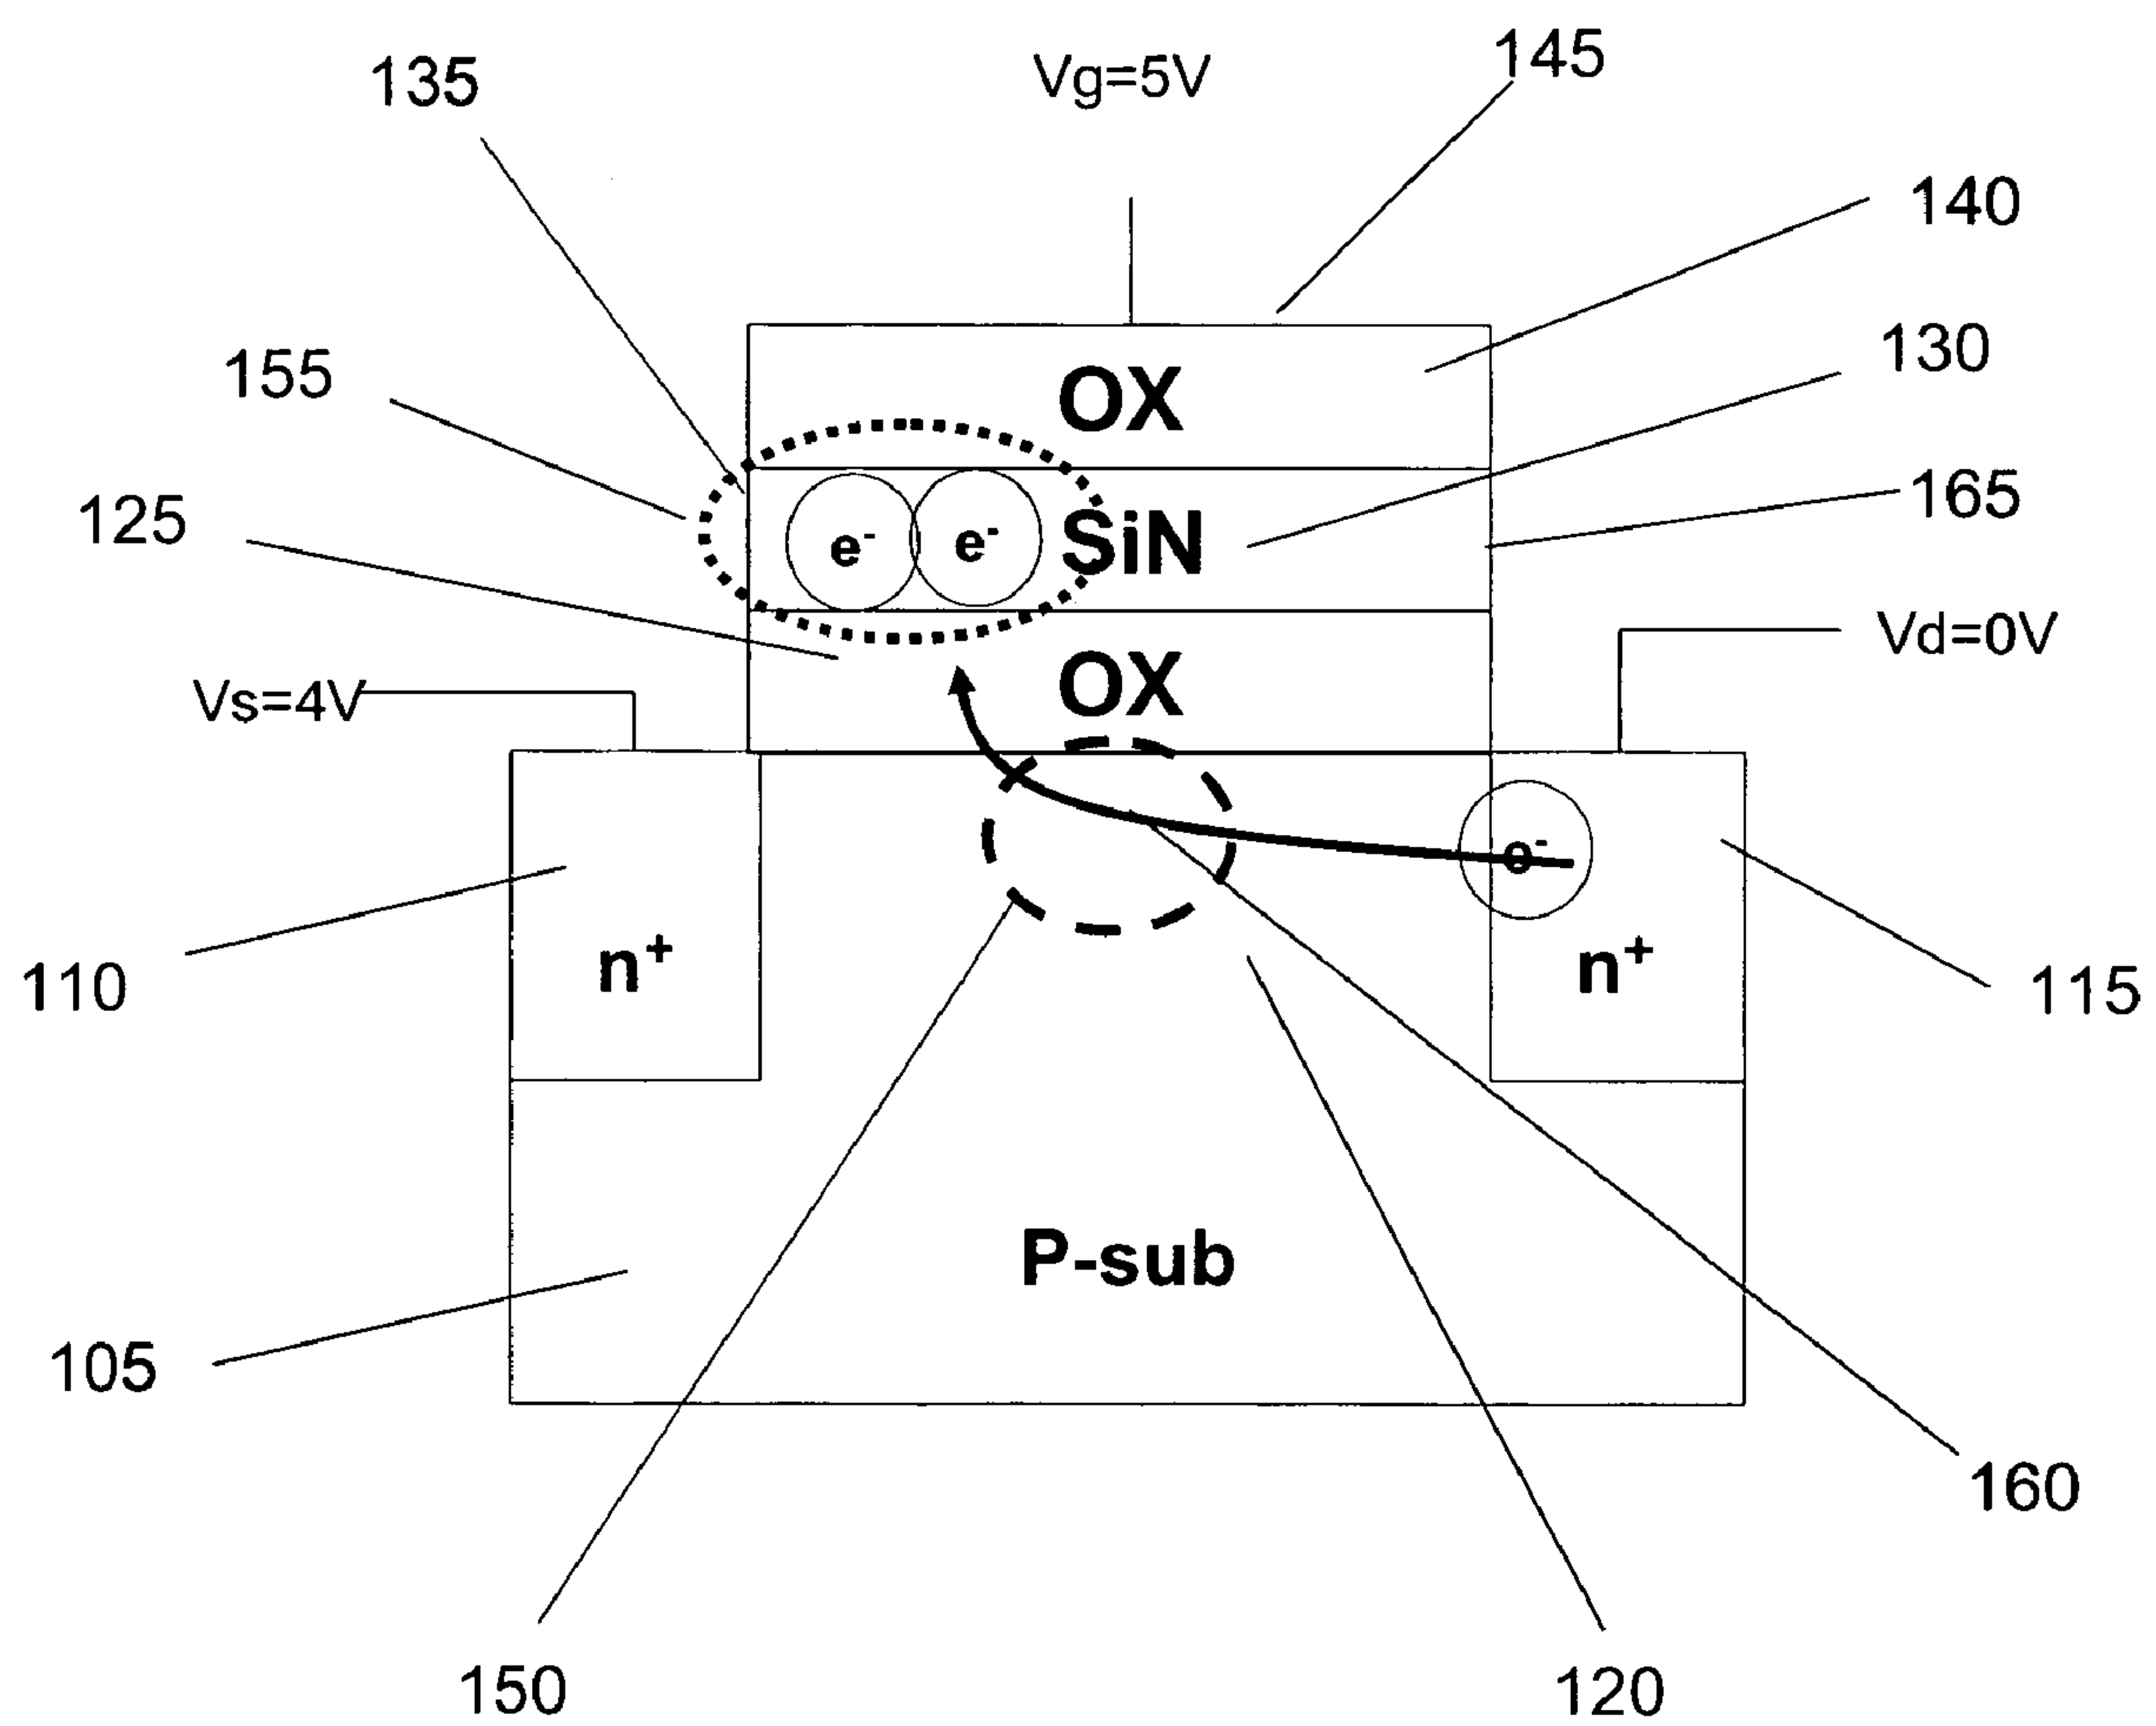 145
Vg=5V
135
140
130
155
OX
165
125
e-
e-
SiN
Vd=0V
OX
Vs=4V
e-
n+
n+
110
115
P-sub
105
160
150
120